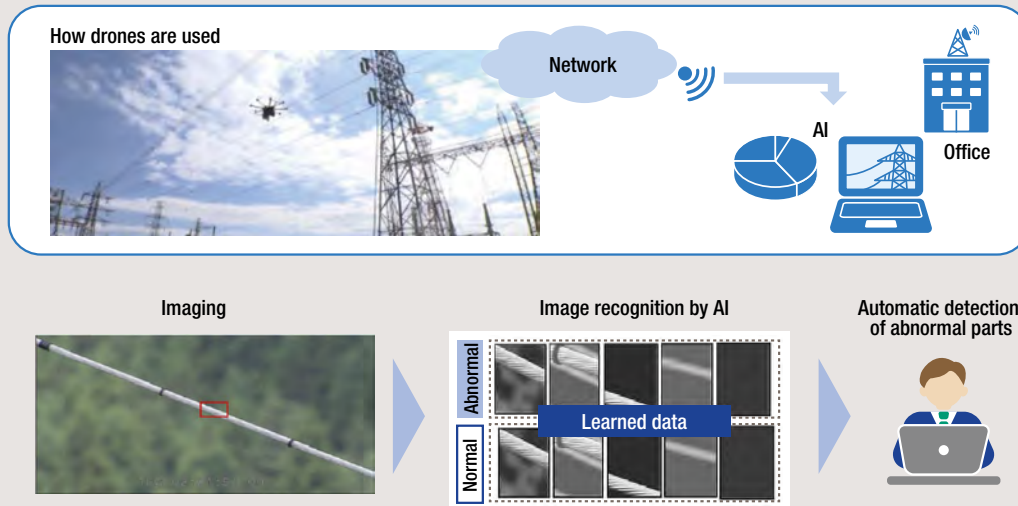 How drones are used
Network
AI
Office
Imaging
Image recognition by AI
Automatic detection
of abnormal parts
Abnormal
Learned data
Normal